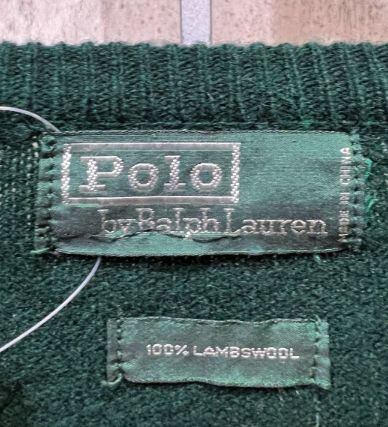 Polo
by Ralph Lauren
MADE IN CHINA
100% LAMBSWOOL